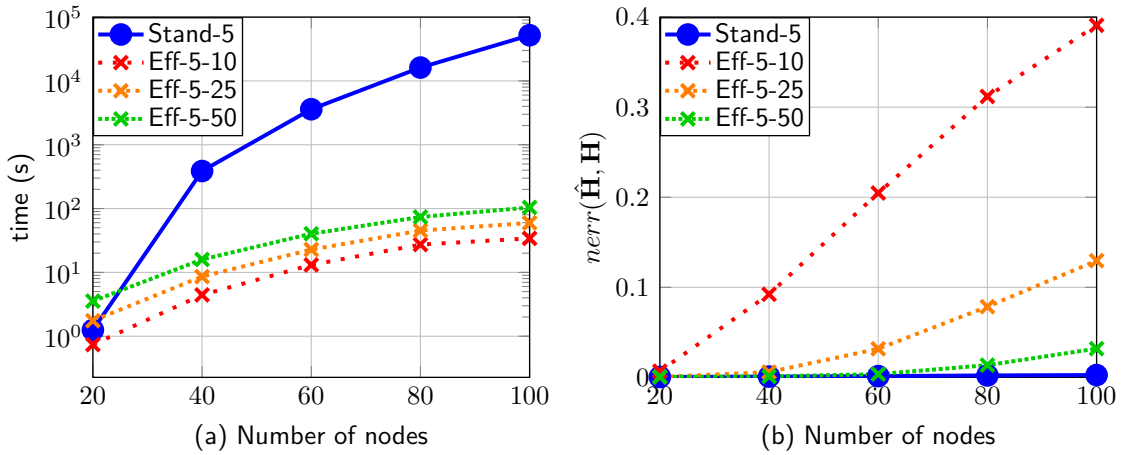 10^5
10^4
10^3
10^2
10^1
10^0
time (s)
Stand-5
Eff-5-10
Eff-5-25
Eff-5-50
20 40 60 80 100
(a) Number of nodes
0.4
0.3
0.2
0.1
0
nerr(Ĥ, H)
Stand-5
Eff-5-10
Eff-5-25
Eff-5-50
20 40 60 80 100
(b) Number of nodes